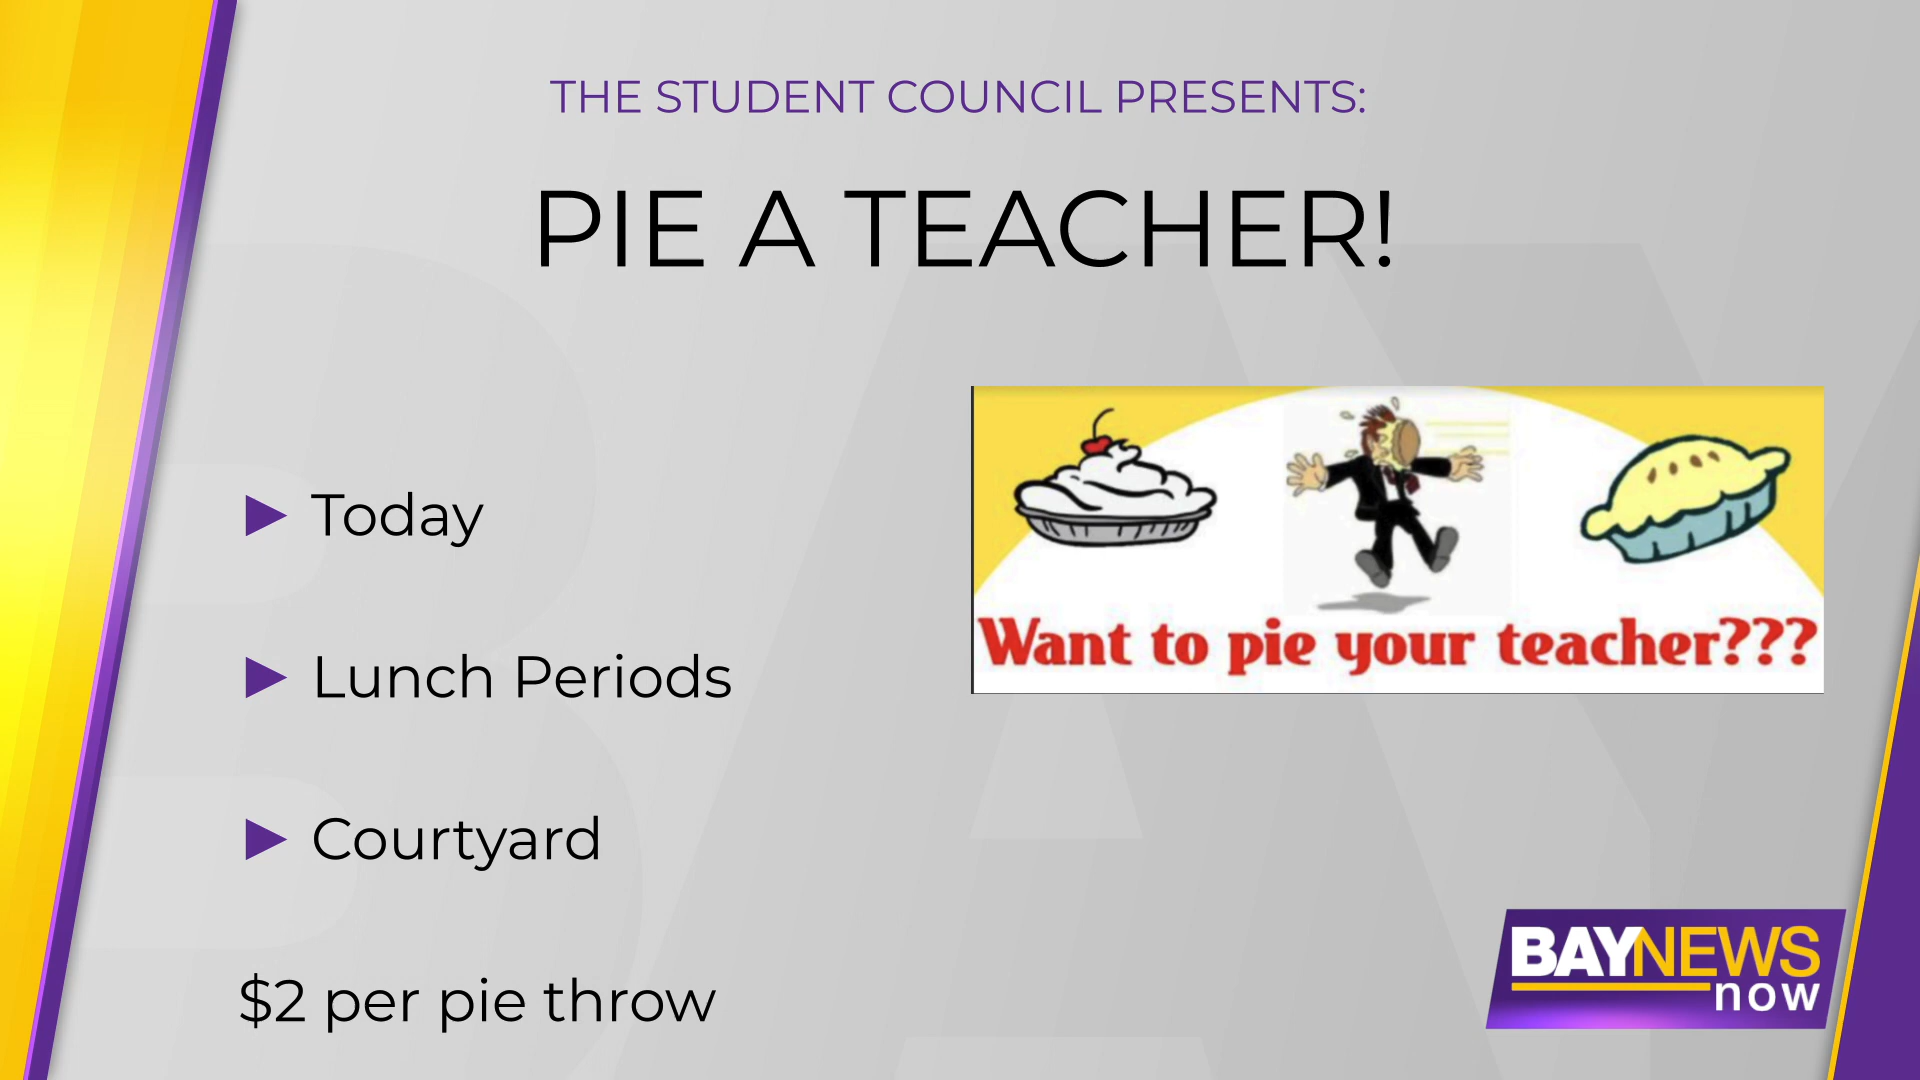 THE STUDENT COUNCIL PRESENTS:
PIE A TEACHER!
Today
Lunch Periods
Courtyard
$2 per pie throw
Want to pie your teacher???
BAYNEWS
now